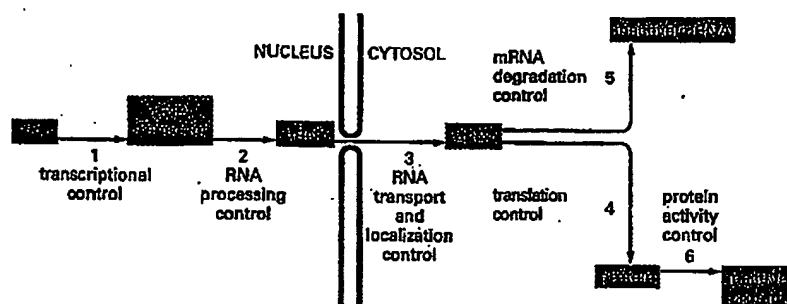 NUCLEUS
CYTOSOL
mRNA
degradation
control
5
1
transcriptional
control
2
RNA
processing
control
3
RNA
transport
and
localization
control
translation
control
4
protein
activity
control
6